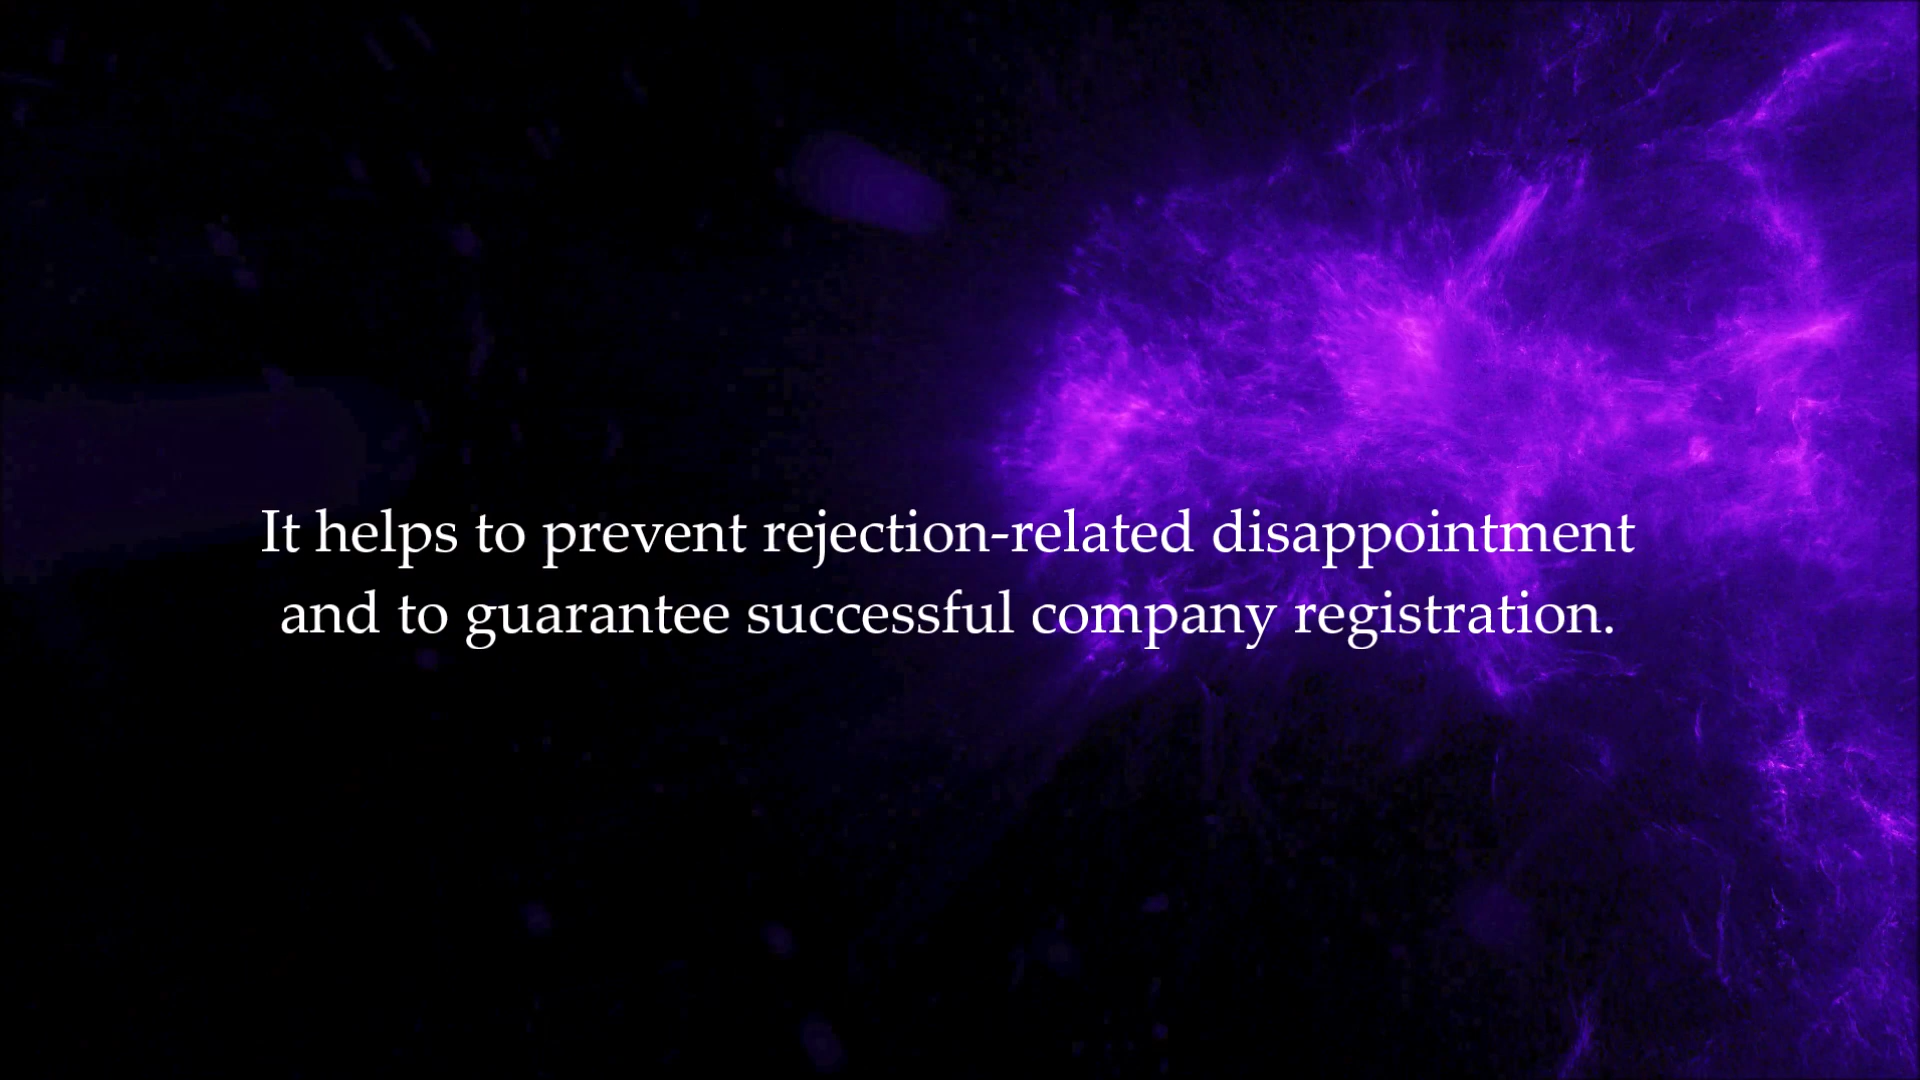 It helps to prevent rejection-related disappointment
and to guarantee successful company registration.